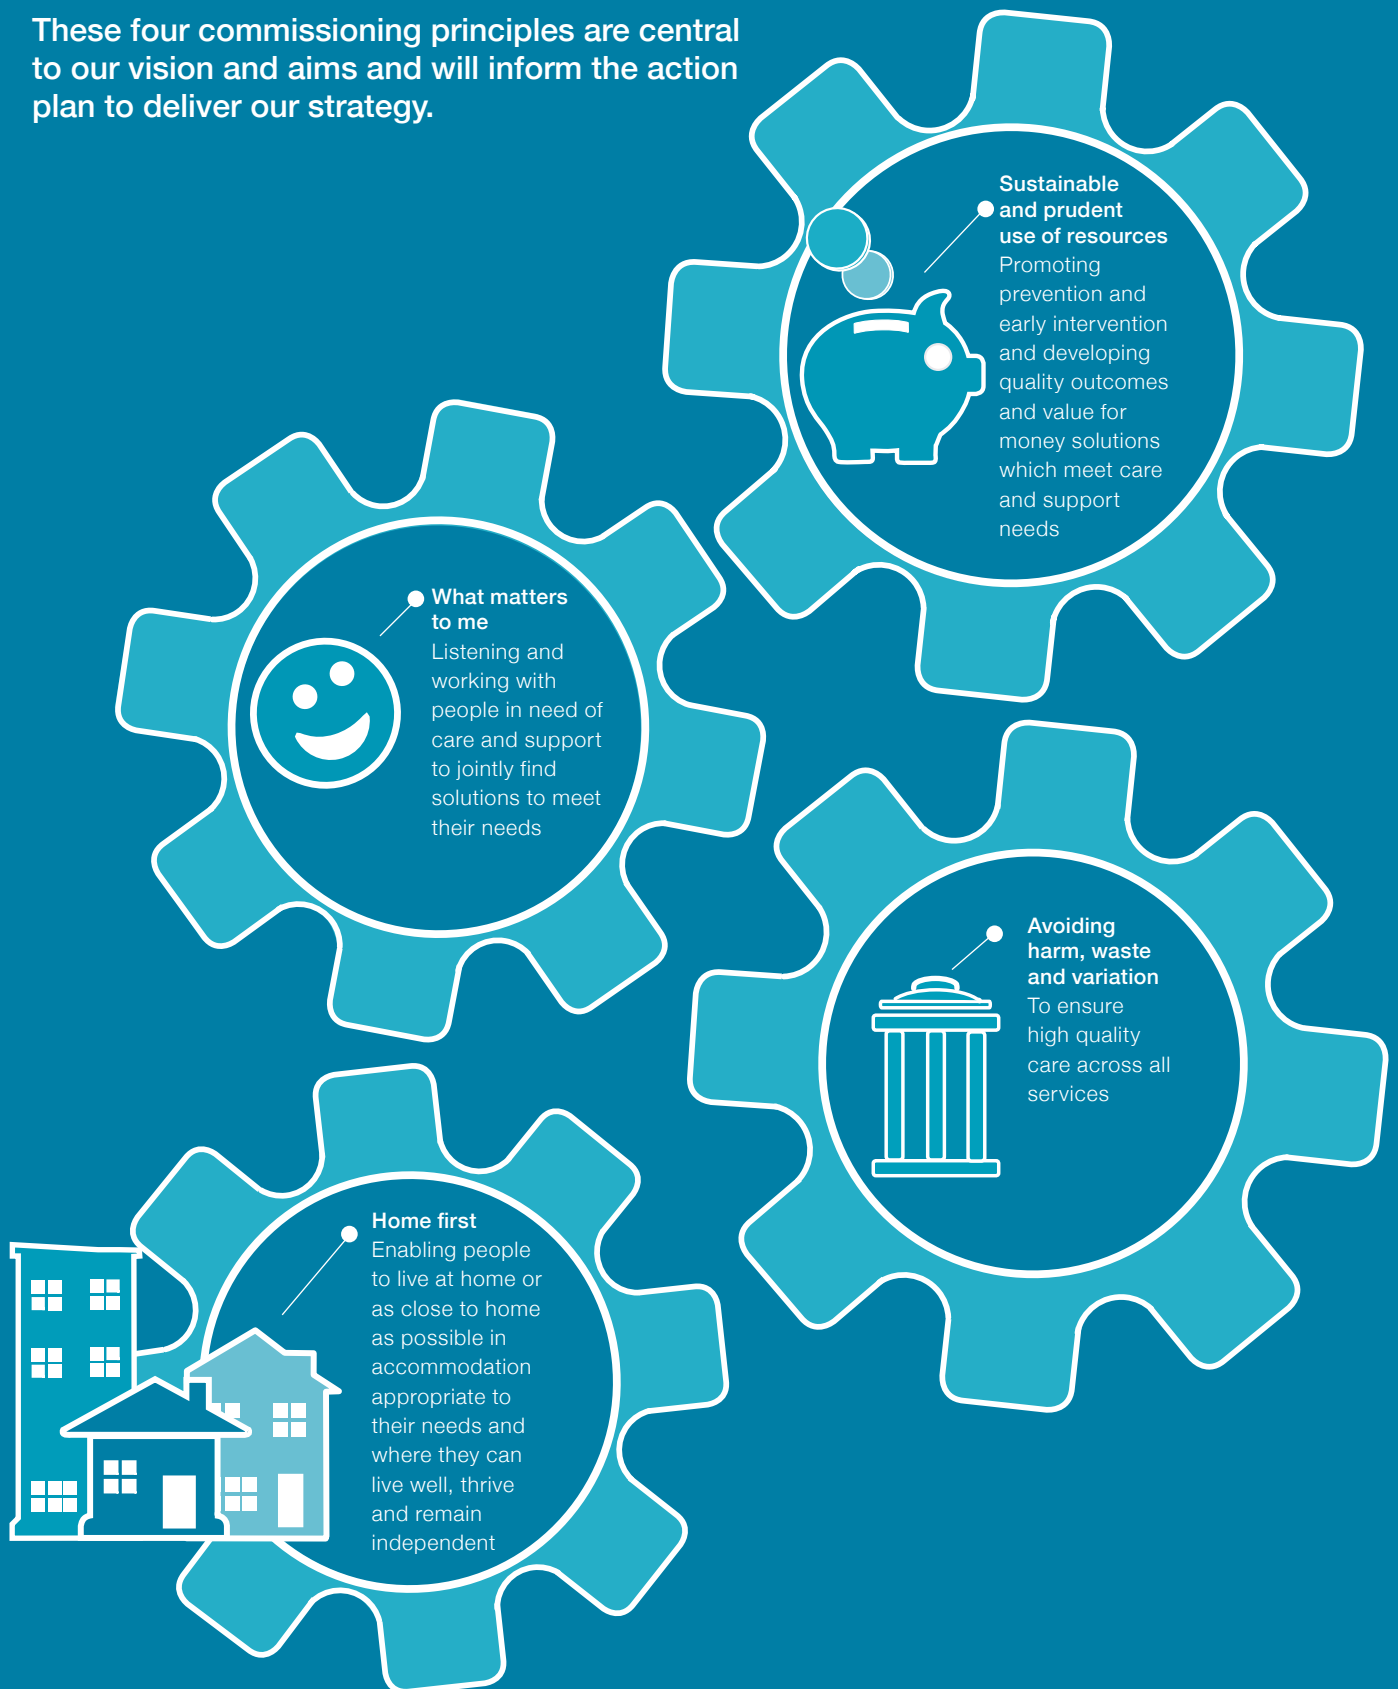 These four commissioning principles are central
to our vision and aims and will inform the action
plan to deliver our strategy.
Sustainable
and prudent
use of resources
Promoting
prevention and
early intervention
and developing
quality outcomes
and value for
money solutions
which meet care
and support
needs
What matters
to me
Listening and
working with
people in need of
care and support
to jointly find
solutions to meet
their needs
Avoiding
harm, waste
and variation
To ensure
high quality
care across all
services
Home first
Enabling people
to live at home or
as close to home
as possible in
accommodation
appropriate to
their needs and
where they can
live well, thrive
and remain
independent